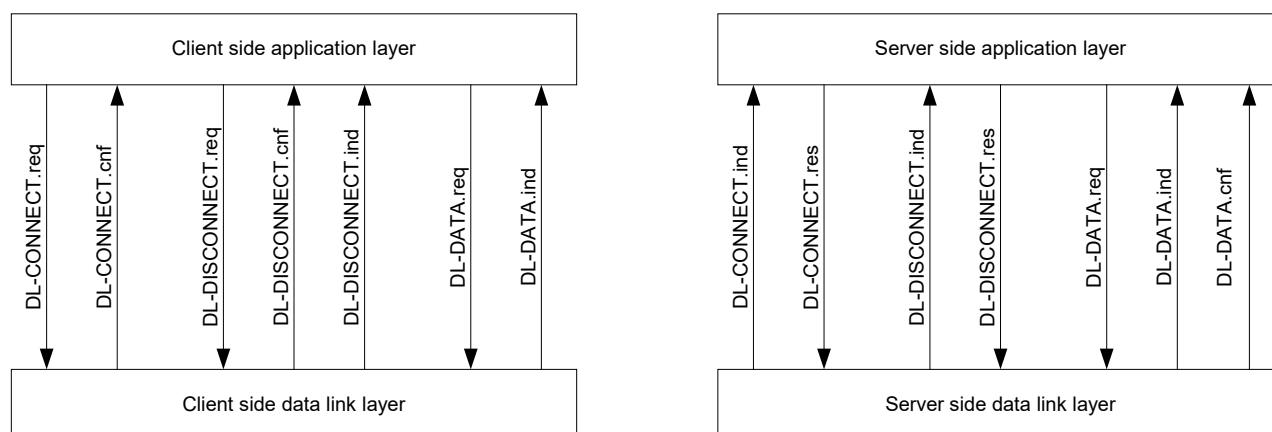 Client side application layer
Server side application layer
DL-CONNECT.req
DL-CONNECT.cnf
DL-DISCONNECT.req
DL-DISCONNECT.cnf
DL-DISCONNECT.ind
DL-DATA.req
DL-DATA.ind
DL-CONNECT.ind
DL-CONNECT.res
DL-DISCONNECT.ind
DL-DISCONNECT.res
DL-DATA.req
DL-DATA.ind
DL-DATA.cnf
Client side data link layer
Server side data link layer